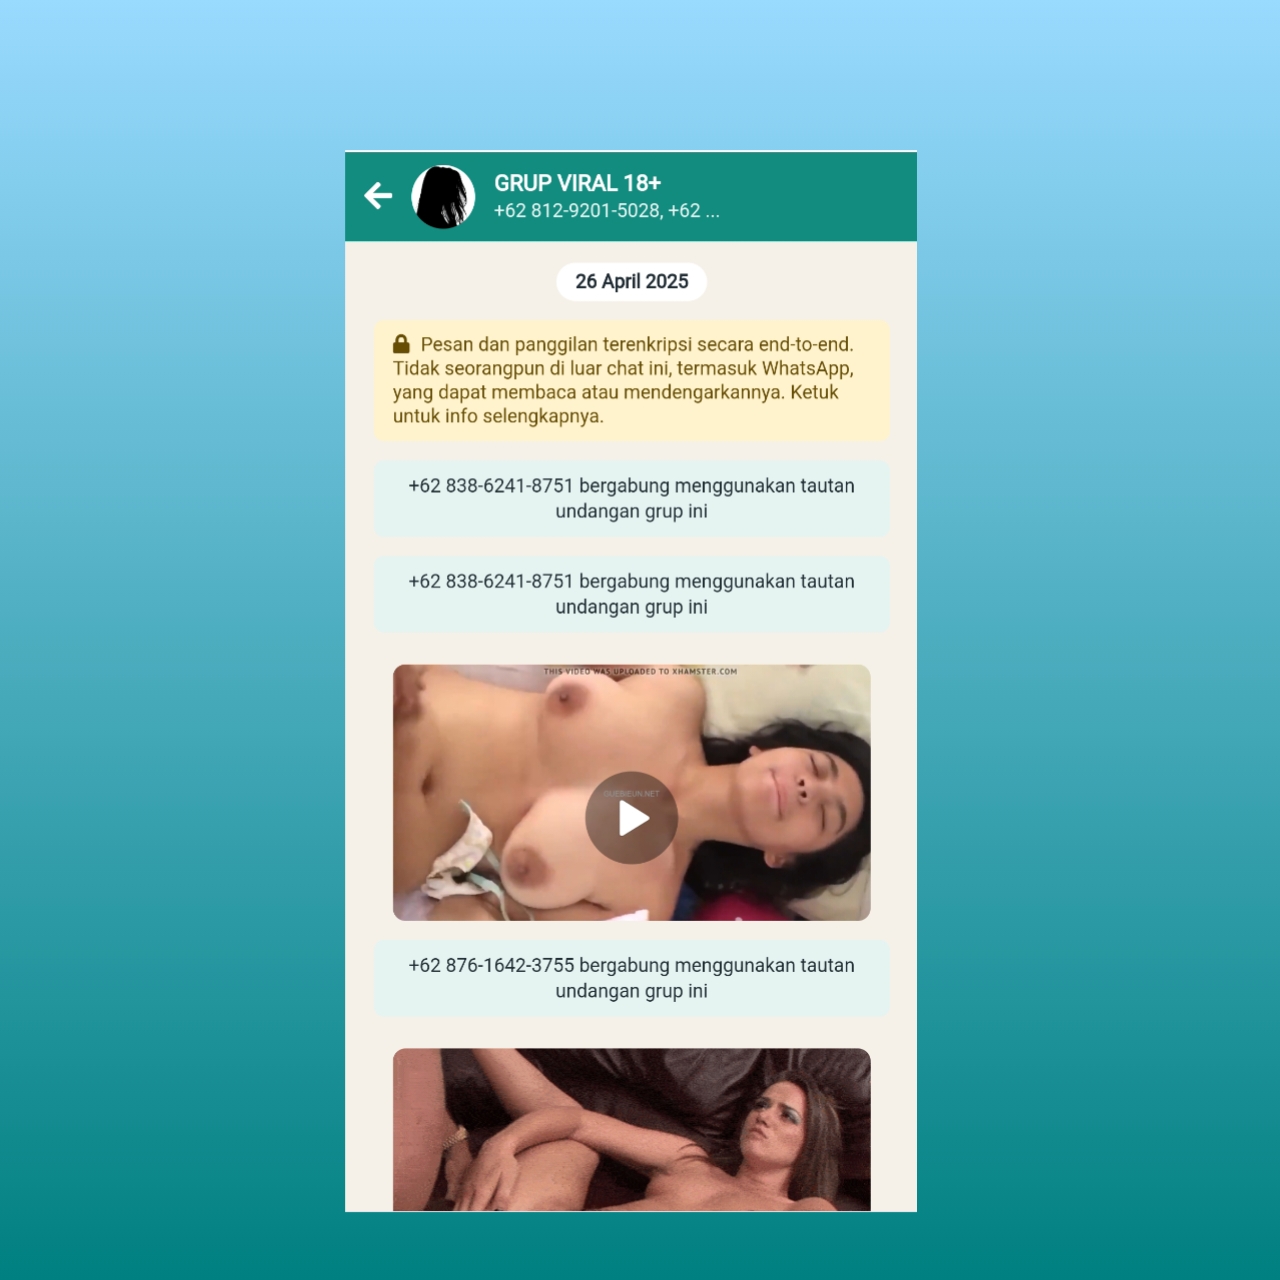 GRUP VIRAL 18+
+62 812-9201-5028, +62 ...
26 April 2025
Pesan dan panggilan terenkripsi secara end-to-end.
Tidak seorangpun di luar chat ini, termasuk WhatsApp,
yang dapat membaca atau mendengarkannya. Ketuk
untuk info selengkapnya.
+62 838-6241-8751 bergabung menggunakan tautan
undangan grup ini
+62 838-6241-8751 bergabung menggunakan tautan
undangan grup ini
THIS VIDEO WAS UPLOADED TO XHAMSTER.COM
+62 876-1642-3755 bergabung menggunakan tautan
undangan grup ini